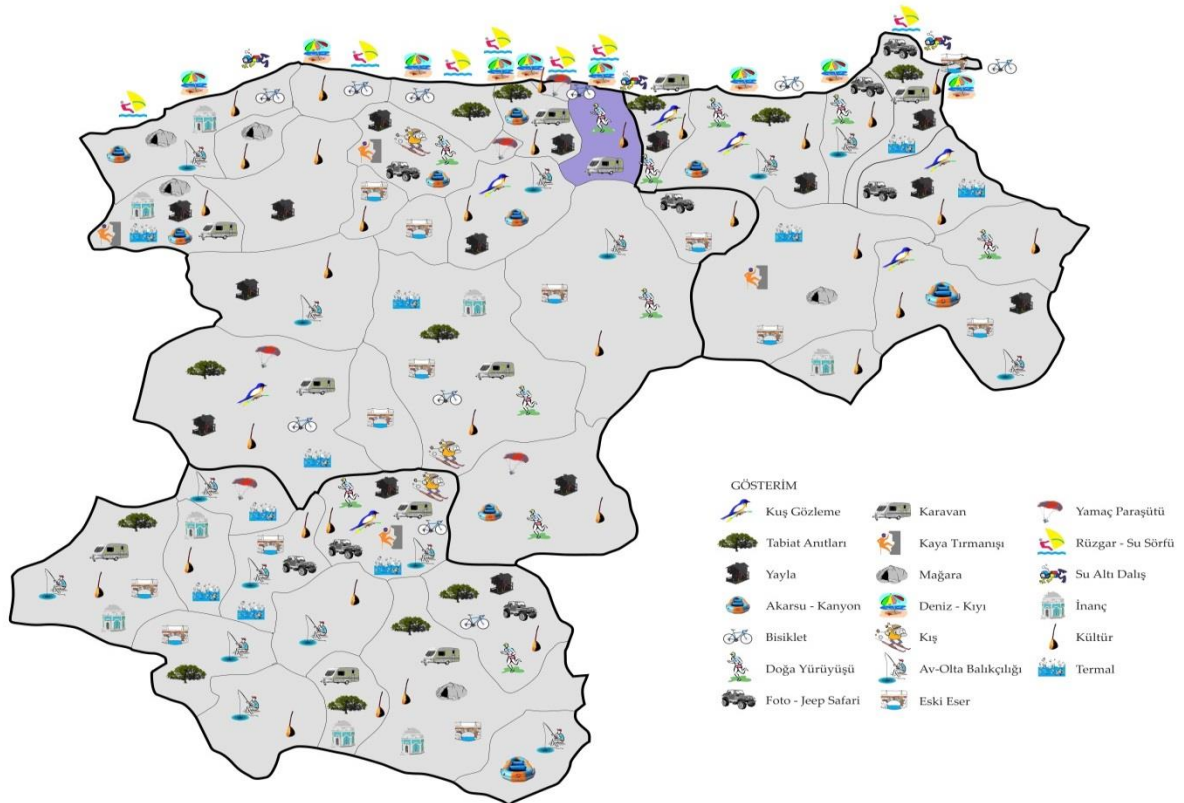 GÖSTERİM
Kuş Gözleme
Tabiat Anıtları
Yayla
Akarsu - Kanyon
Bisiklet
Doğa Yürüyüşü
Foto - Jeep Safari
Karavan
Kaya Tırmanışı
Mağara
Deniz - Kıyı
Kış
Av-Olta Balıkçılığı
Eski Eser
Yamaç Paraşütü
Rüzgar - Su Sörfü
Su Altı Dalış
İnanç
Kültür
Termal